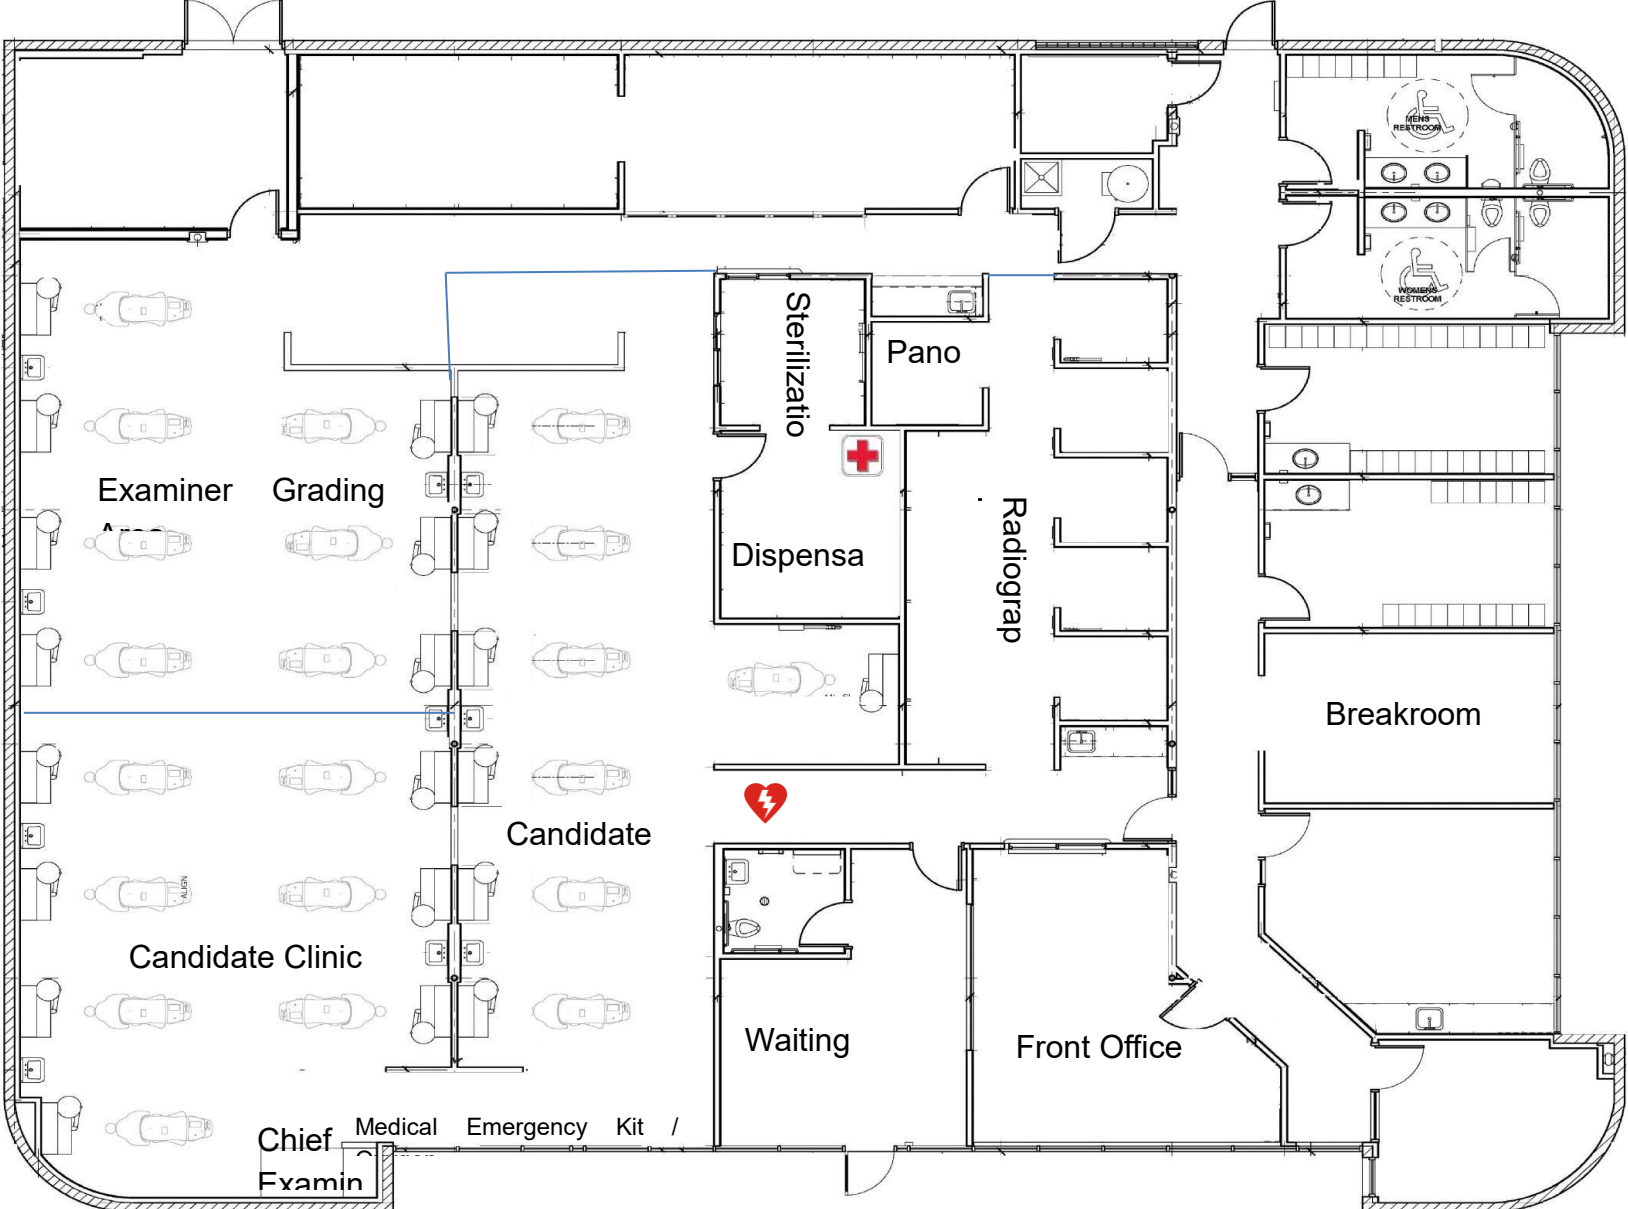 MENS
RESTROOM
WOMENS
RESTROOM
Sterilizatio
Pano
Examiner Grading
Radiograp
Dispensa
Breakroom
Candidate
ALIGN
Candidate Clinic
Waiting
Front Office
Medical Emergency Kit /
Chief
Examin